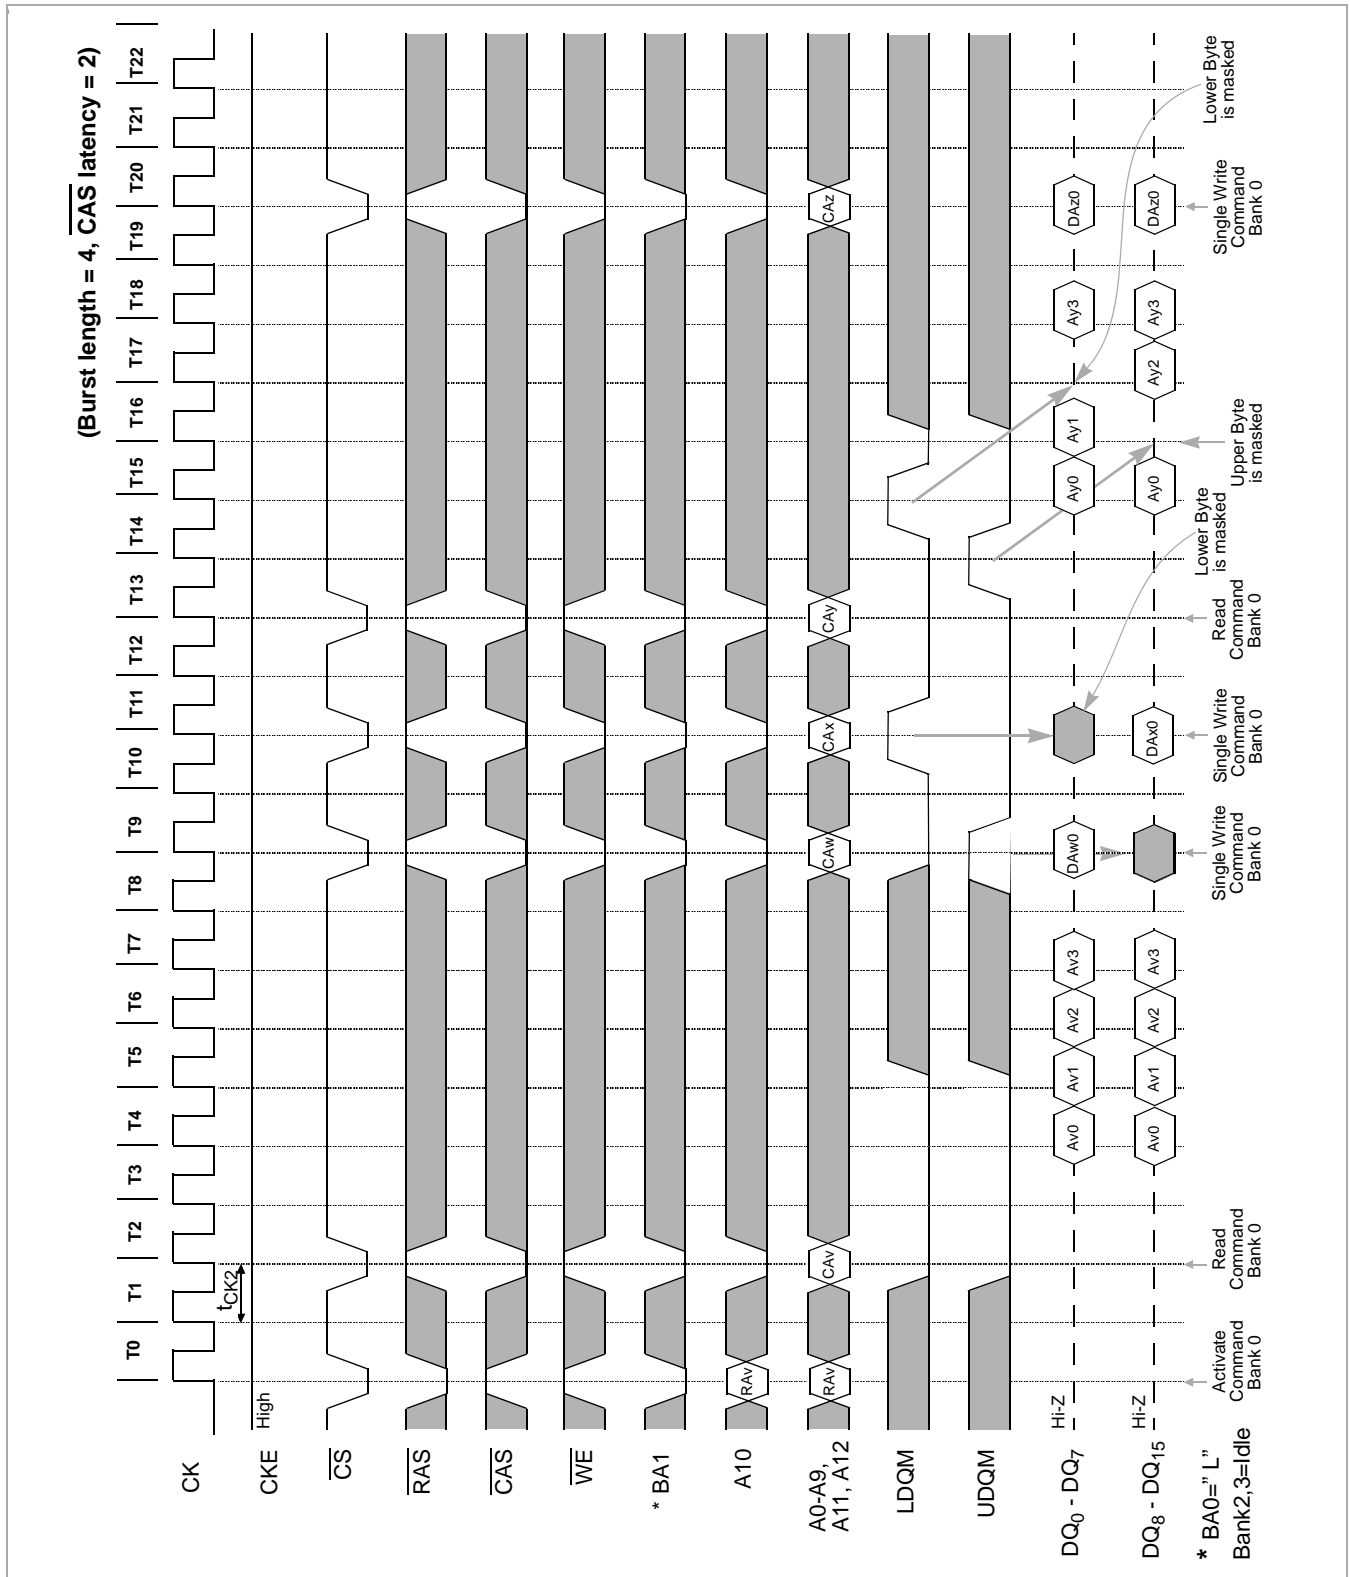 (Burst length = 4, CAS latency = 2)
T0 T1 T2 T3 T4 T5 T6 T7 T8 T9 T10 T11 T12 T13 T14 T15 T16 T17 T18 T19 T20 T21 T22
CK
tCK2
CKE
High
CS
RAS
CAS
WE
* BA1
A10
RAv
A0-A9,
A11, A12
RAv CAv CAw CAx CAy CAz
LDQM
UDQM
DQ0 - DQ7
Hi-Z
Av0 Av1 Av2 Av3 DAw0 Ay0 Ay1 Ay3 DAz0
DQ8 - DQ15
Hi-Z
Av0 Av1 Av2 Av3 DAx0 Ay0 Ay2 Ay3 DAz0
* BA0=" L"
Bank2,3=Idle
Activate
Command
Bank 0
Read
Command
Bank 0
Single Write
Command
Bank 0
Single Write
Command
Bank 0
Read
Command
Bank 0
Lower Byte
is masked
Upper Byte
is masked
Single Write
Command
Bank 0
Lower Byte
is masked